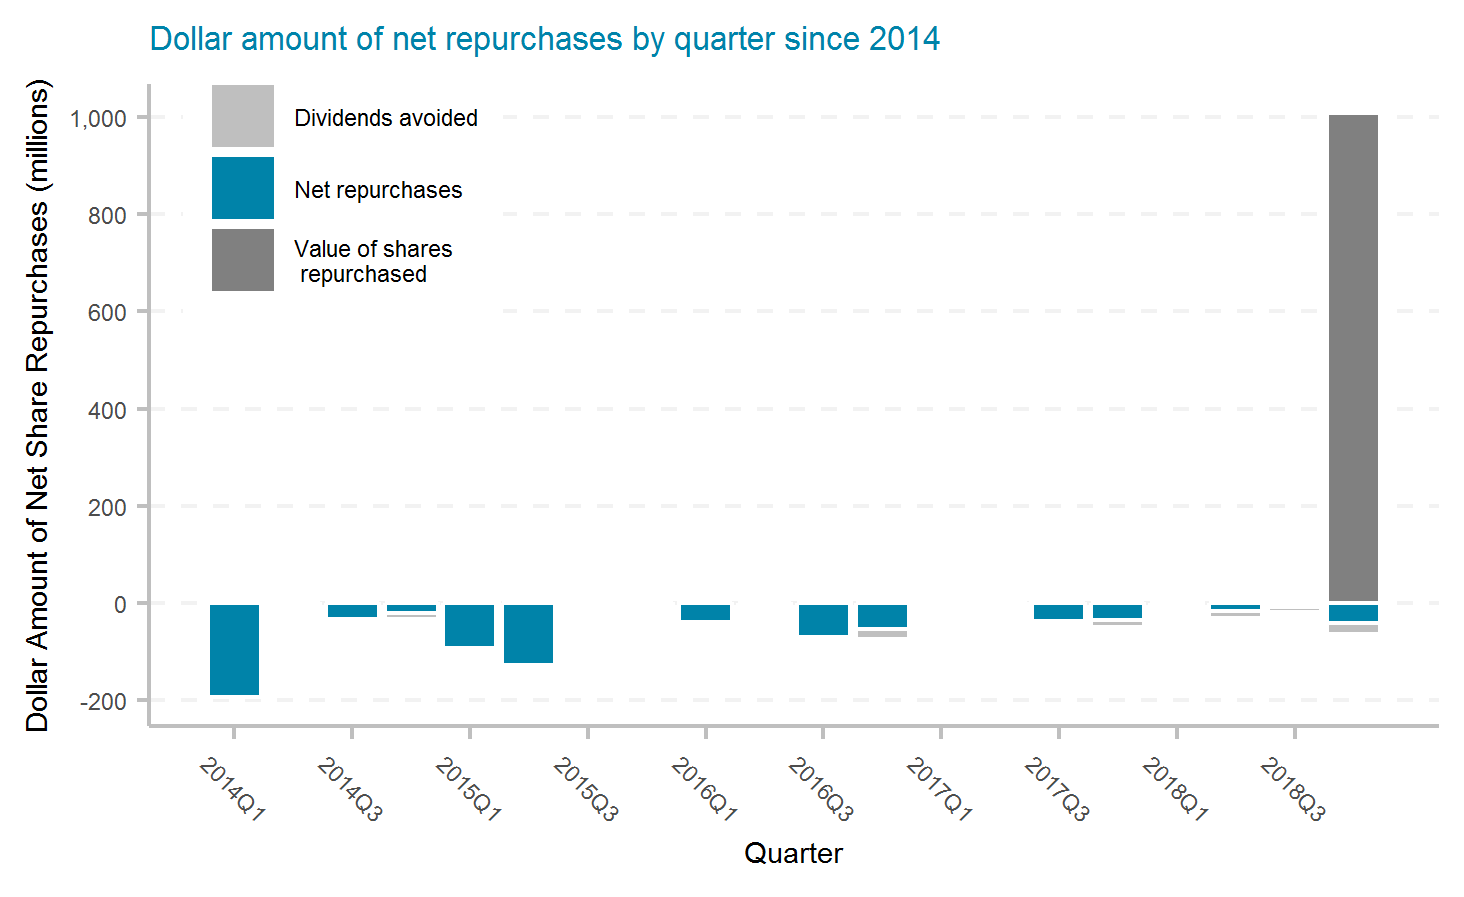 Dollar amount of net repurchases by quarter since 2014
Dollar Amount of Net Share Repurchases (millions)
1,000
800
600
400
200
0
-200
Dividends avoided
Net repurchases
Value of shares
repurchased
2014Q1
2014Q3
2015Q1
2015Q3
2016Q1
2016Q3
2017Q1
2017Q3
2018Q1
2018Q3
Quarter